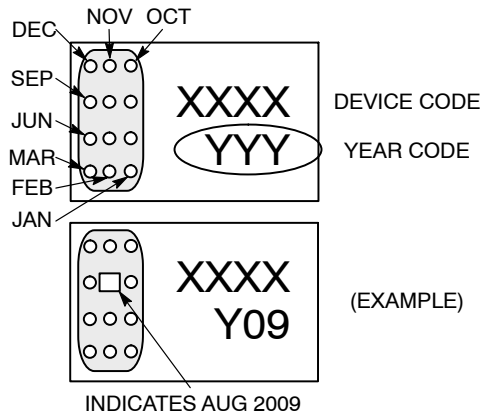 DEC NOV OCT
SEP
JUN
MAR
FEB
JAN
XXXX DEVICE CODE
YYY YEAR CODE
XXXX
Y09
(EXAMPLE)
INDICATES AUG 2009